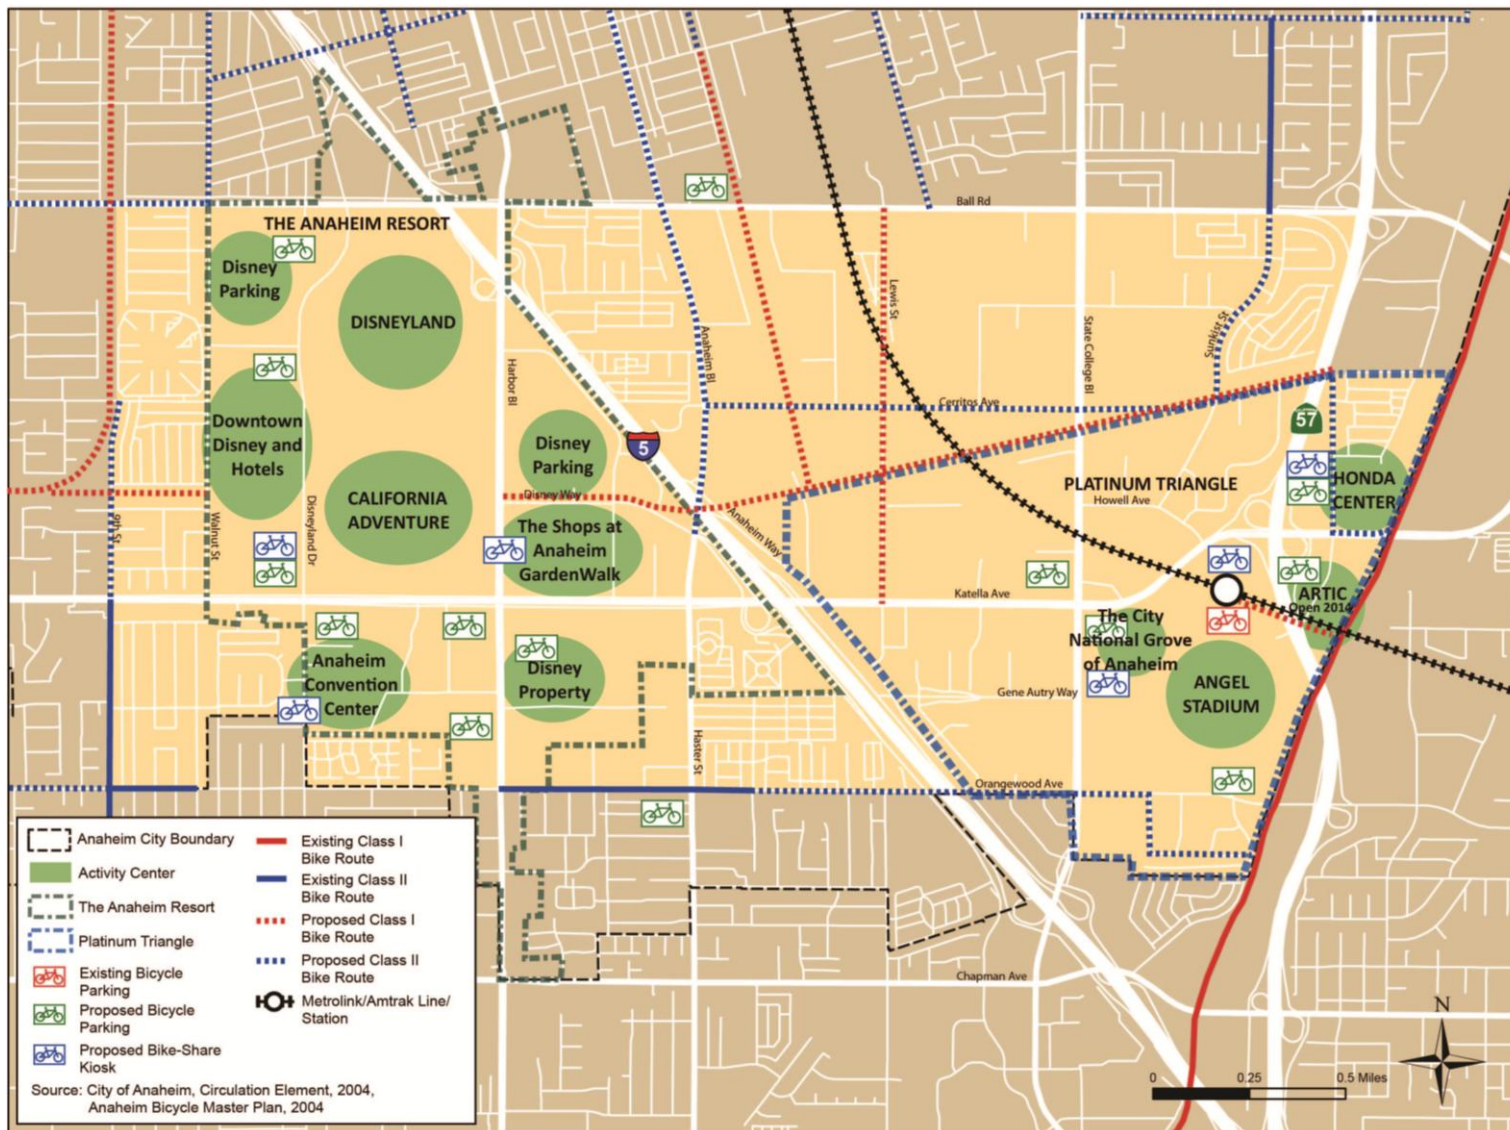 Ball Rd
THE ANAHEIM RESORT
Disney
Parking
DISNEYLAND
Lewis St
State College Bl
Sunkist St
Anaheim Bl
Harbor Bl
Cerritos Ave
57
Downtown
Disney and
Hotels
Disney
Parking
5
CALIFORNIA
ADVENTURE
Disney Way
PLATINUM TRIANGLE
Howell Ave
HONDA
CENTER
9th St
Walnut St
Disneyland Dr
The Shops at
Anaheim
GardenWalk
Anaheim Way
Katella Ave
ARTIC
Open 2014
The City
National Grove
of Anaheim
Anaheim
Convention
Center
Disney
Property
Gene Autry Way
ANGEL
STADIUM
Haster St
Orangewood Ave
Chapman Ave
Anaheim City Boundary
Activity Center
The Anaheim Resort
Platinum Triangle
Existing Bicycle
Parking
Proposed Bicycle
Parking
Proposed Bike-Share
Kiosk
Existing Class I
Bike Route
Existing Class II
Bike Route
Proposed Class I
Bike Route
Proposed Class II
Bike Route
Metrolink/Amtrak Line/
Station
Source: City of Anaheim, Circulation Element, 2004,
Anaheim Bicycle Master Plan, 2004
N
0 0.25 0.5 Miles